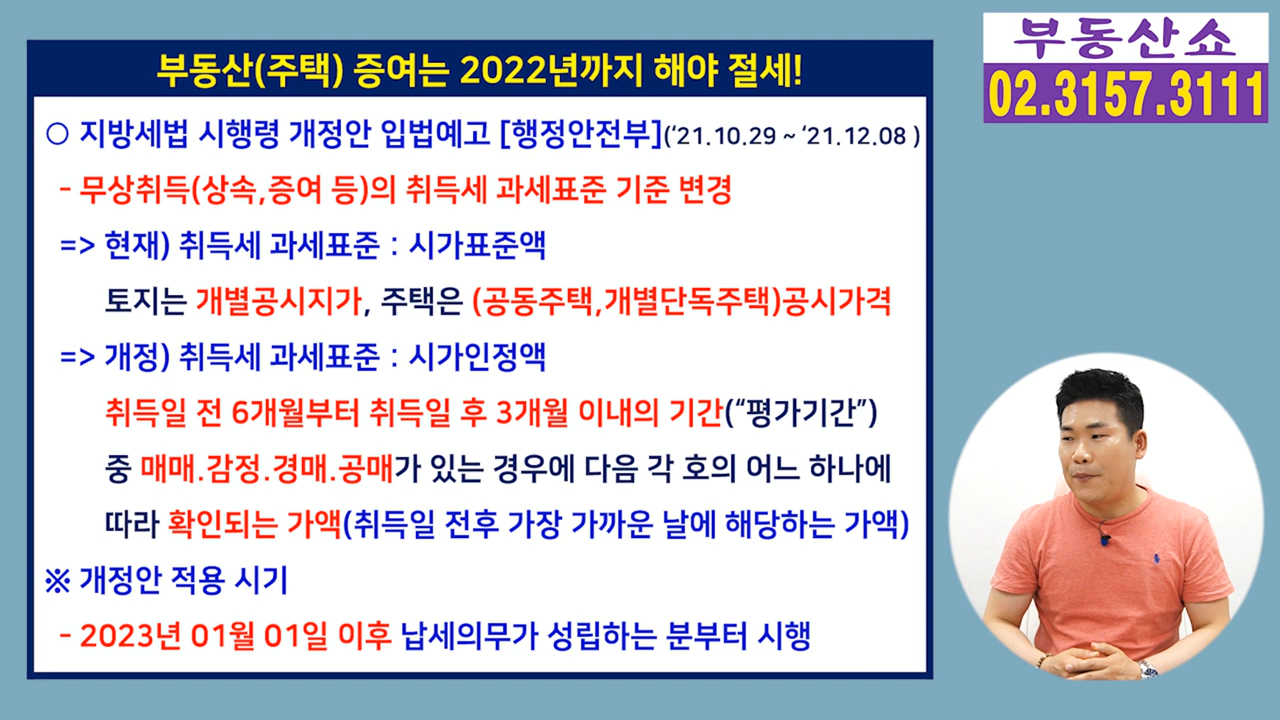 부동산쇼
02.3157.3111
부동산(주택) 증여는 2022년까지 해야 절세!
○ 지방세법 시행령 개정안 입법예고 [행정안전부](‘21.10.29 ~ ‘21.12.08 )
- 무상취득(상속,증여 등)의 취득세 과세표준 기준 변경
=> 현재) 취득세 과세표준 : 시가표준액
토지는 개별공시지가, 주택은 (공동주택,개별단독주택)공시가격
=> 개정) 취득세 과세표준 : 시가인정액
취득일 전 6개월부터 취득일 후 3개월 이내의 기간(“평가기간”)
중 매매.감정.경매.공매가 있는 경우에 다음 각 호의 어느 하나에
따라 확인되는 가액(취득일 전후 가장 가까운 날에 해당하는 가액)
※ 개정안 적용 시기
- 2023년 01월 01일 이후 납세의무가 성립하는 분부터 시행